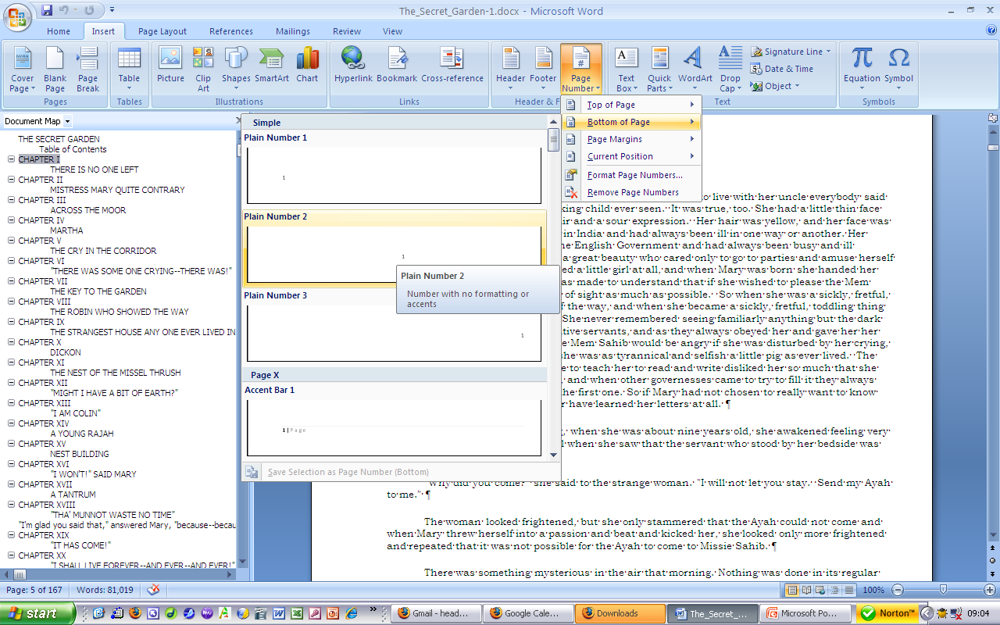 The_Secret_Garden-1.docx - Microsoft Word
Home Insert Page Layout References Mailings Review View
Cover Page Blank Page Page Break Table Picture Clip Art Shapes SmartArt Chart Hyperlink Bookmark Cross-reference Header Footer Page Number Text Box Quick Parts WordArt Drop Cap Signature Line Date & Time Object Equation Symbol
Pages Tables Illustrations Links Header & F Text Symbols
Top of Page
Bottom of Page
Page Margins
Current Position
Format Page Numbers...
Remove Page Numbers
Simple
Plain Number 1
1
Plain Number 2
1
Plain Number 2
Number with no formatting or
accents
Plain Number 3
1
Page X
Accent Bar 1
1 | Page
Save Selection as Page Number (Bottom)
Document Map
THE SECRET GARDEN
Table of Contents
CHAPTER I
THERE IS NO ONE LEFT
CHAPTER II
MISTRESS MARY QUITE CONTRARY
CHAPTER III
ACROSS THE MOOR
CHAPTER IV
MARTHA
CHAPTER V
THE CRY IN THE CORRIDOR
CHAPTER VI
"THERE WAS SOME ONE CRYING--THERE WAS!"
CHAPTER VII
THE KEY TO THE GARDEN
CHAPTER VIII
THE ROBIN WHO SHOWED THE WAY
CHAPTER IX
THE STRANGEST HOUSE ANY ONE EVER LIVED IN
CHAPTER X
DICKON
CHAPTER XI
THE NEST OF THE MISSEL THRUSH
CHAPTER XII
"MIGHT I HAVE A BIT OF EARTH?"
CHAPTER XIII
"I AM COLIN"
CHAPTER XIV
A YOUNG RAJAH
CHAPTER XV
NEST BUILDING
CHAPTER XVI
"I WON'T!" SAID MARY
CHAPTER XVII
A TANTRUM
CHAPTER XVIII
"THA' MUNNOT WASTE NO TIME"
"I'm glad you said that," answered Mary, "because--becau
CHAPTER XIX
"IT HAS COME!"
CHAPTER XX
"I SHALL LIVE FOREVER--AND EVER--AND EVER!"
to live with her uncle everybody said
king child ever seen. It was true, too. She had a little thin face
ir and a sour expression. Her hair was yellow, and her face was
in India and had always been ill in one way or another. Her
he English Government and had always been busy and ill
a great beauty who cared only to go to parties and amuse herself
ed a little girl at all, and when Mary was born she handed her
as made to understand that if she wished to please the Mem
of sight as much as possible. So when she was a sickly, fretful,
f the way, and when she became a sickly, fretful, toddling thing
She never remembered seeing familiarly anything but the dark
tive servants, and as they always obeyed her and gave her her
e Mem Sahib would be angry if she was disturbed by her crying,
she was as tyrannical and selfish a little pig as ever lived. The
e to teach her to read and write disliked her so much that she
, and when other governesses came to try to fill it they always
he first one. So if Mary had not chosen to really want to know
r have learned her letters at all. ¶
, when she was about nine years old, she awakened feeling very
l when she saw that the servant who stood by her bedside was
"Why did you come?" she said to the strange woman. "I will not let you stay. Send my Ayah
to me." ¶
The woman looked frightened, but she only stammered that the Ayah could not come and
when Mary threw herself into a passion and beat and kicked her, she looked only more frightened
and repeated that it was not possible for the Ayah to come to Missie Sahib. ¶
There was something mysterious in the air that morning. Nothing was done in its regular
Page: 5 of 167 Words: 81,019 100%
start Gmail - head... Google Cale... Downloads The_Secret_... Microsoft Po... Norton™ 09:04